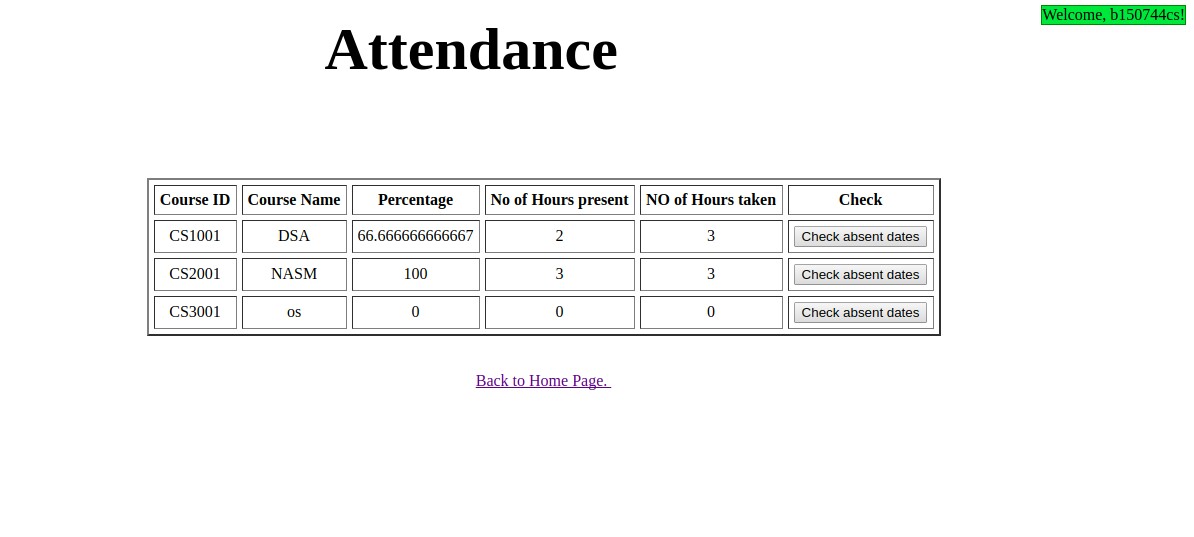 Welcome, b150744cs!
Attendance
Course ID Course Name Percentage No of Hours present NO of Hours taken Check
CS1001 DSA 66.666666666667 2 3 Check absent dates
CS2001 NASM 100 3 3 Check absent dates
CS3001 os 0 0 0 Check absent dates
Back to Home Page.